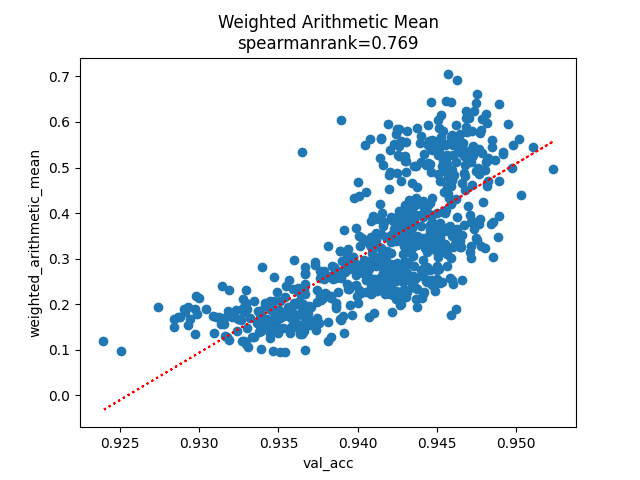 Weighted Arithmetic Mean
spearmanrank=0.769
0.7
0.6
0.5
0.4
0.3
0.2
0.1
0.0
weighted_arithmetic_mean
0.925 0.930 0.935 0.940 0.945 0.950
val_acc